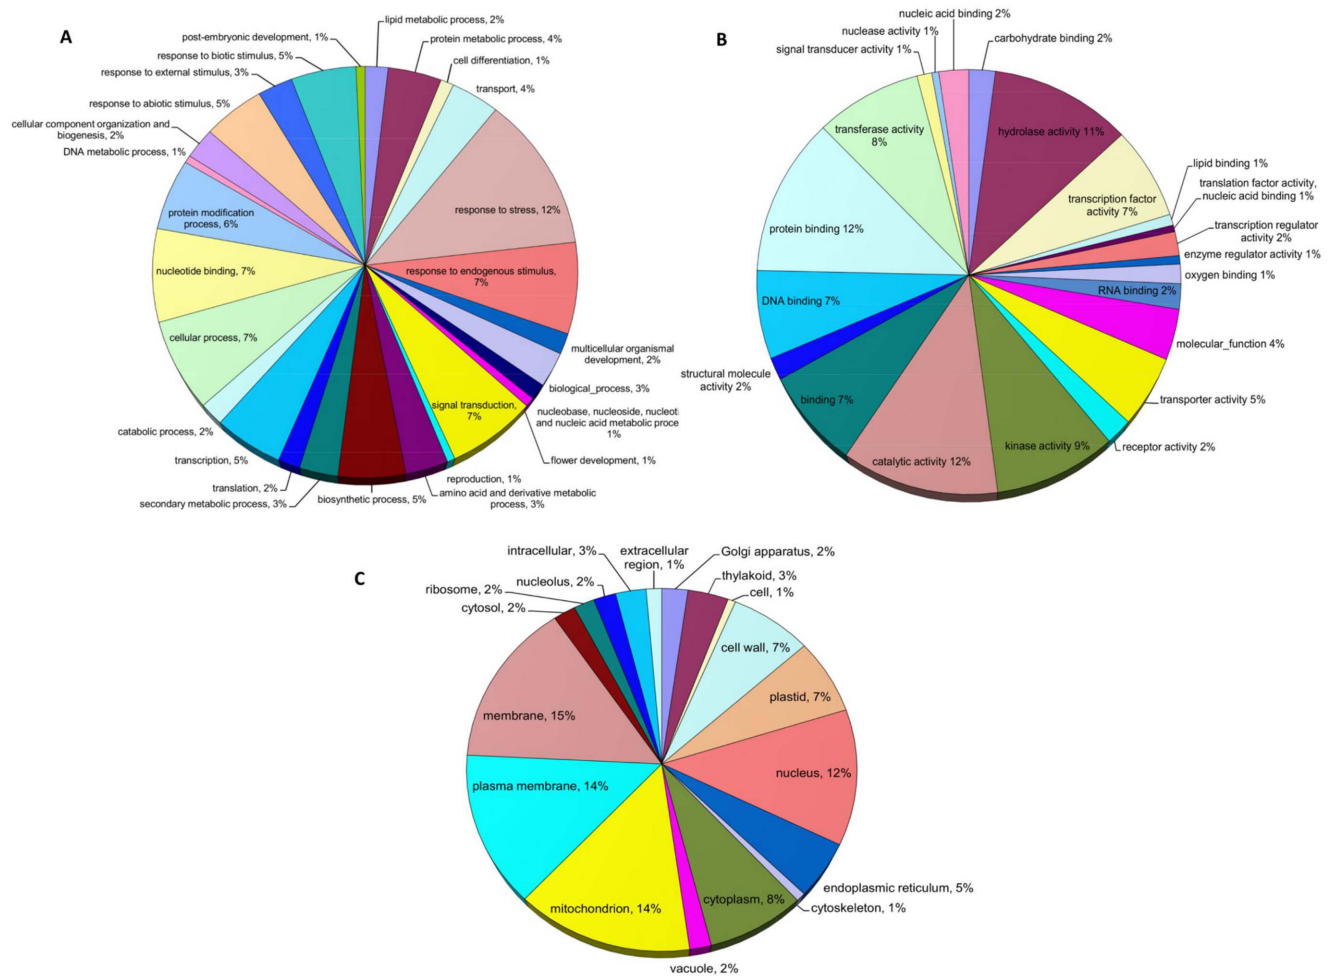 A
lipid metabolic process, 2%
post-embryonic development, 1%
protein metabolic process, 4%
response to biotic stimulus, 5%
cell differentiation, 1%
response to external stimulus, 3%
transport, 4%
response to abiotic stimulus, 5%
cellular component organization and
biogenesis, 2%
DNA metabolic process, 1%
protein modification
process, 6%
response to stress, 12%
nucleotide binding, 7%
response to endogenous stimulus,
7%
cellular process, 7%
multicellular organismal
development, 2%
biological_process, 3%
signal transduction,
7%
nucleobase, nucleoside, nucleoti
and nucleic acid metabolic proce
1%
catabolic process, 2%
flower development, 1%
transcription, 5%
reproduction, 1%
translation, 2%
amino acid and derivative metabolic
process, 3%
secondary metabolic process, 3%
biosynthetic process, 5%
B
nucleic acid binding 2%
nuclease activity 1%
carbohydrate binding 2%
signal transducer activity 1%
transferase activity
8%
hydrolase activity 11%
lipid binding 1%
translation factor activity,
nucleic acid binding 1%
transcription factor
activity 7%
protein binding 12%
transcription regulator
activity 2%
enzyme regulator activity 1%
oxygen binding 1%
RNA binding 2%
DNA binding 7%
molecular_function 4%
structural molecule
activity 2%
binding 7%
transporter activity 5%
kinase activity 9%
receptor activity 2%
catalytic activity 12%
C
intracellular, 3%
extracellular
region, 1%
Golgi apparatus, 2%
nucleolus, 2%
thylakoid, 3%
ribosome, 2%
cell, 1%
cytosol, 2%
cell wall, 7%
plastid, 7%
membrane, 15%
nucleus, 12%
plasma membrane, 14%
endoplasmic reticulum, 5%
cytoplasm, 8%
cytoskeleton, 1%
mitochondrion, 14%
vacuole, 2%